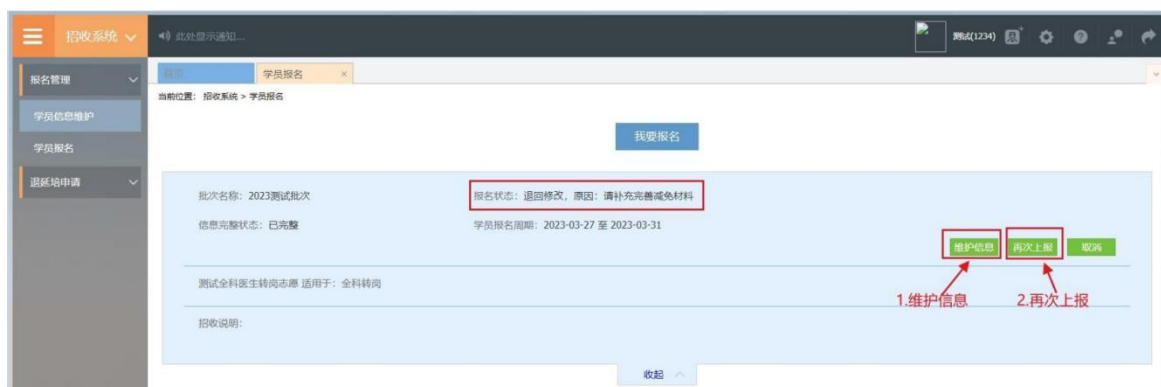 招收系统
此处显示通知...
测试(1234)
报名管理
首页
学员报名 ×
当前位置： 招收系统 > 学员报名
学员信息维护
学员报名
退延培申请
我要报名
批次名称：2023测试批次
报名状态：退回修改，原因：请补充完善减免材料
信息完整状态：已完整
学员报名周期：2023-03-27 至 2023-03-31
维护信息
再次上报
取消
测试全科医生转岗志愿 适用于：全科转岗
1.维护信息
2.再次上报
招收说明：
收起